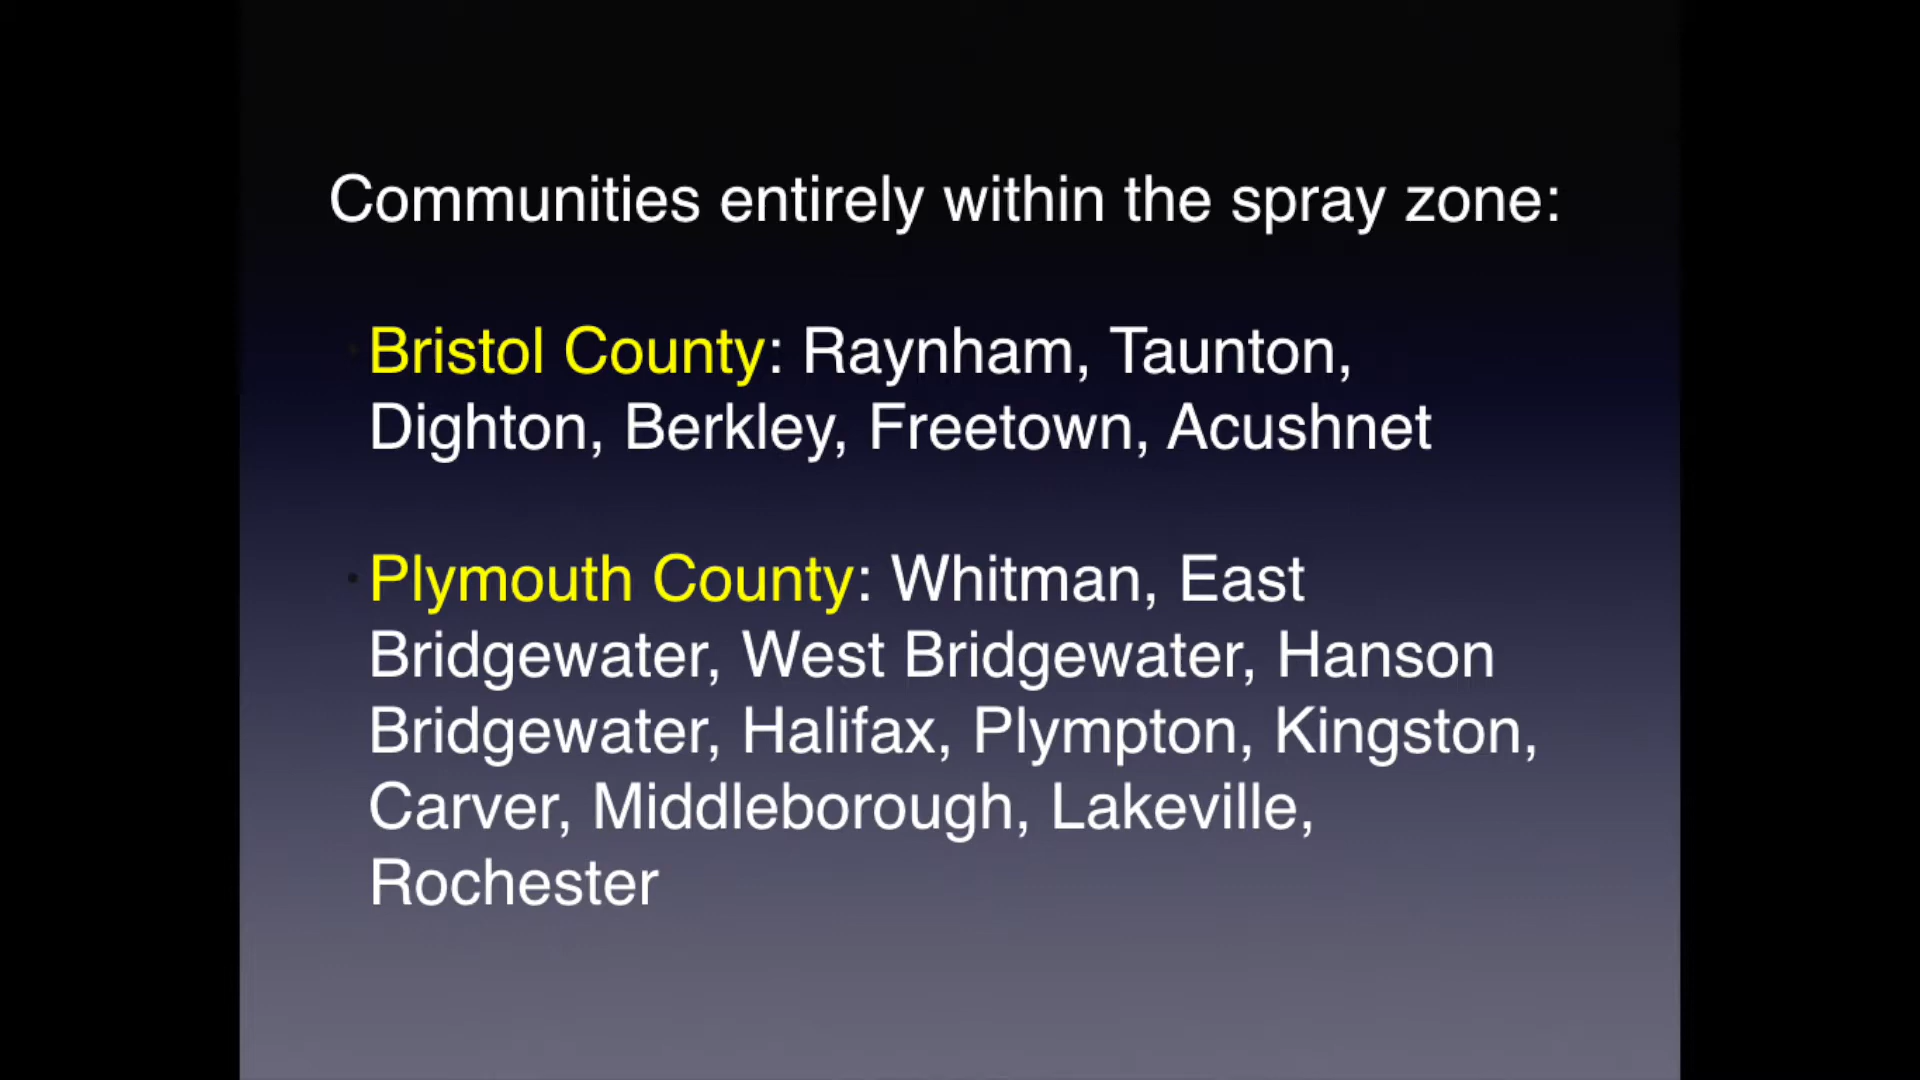 Communities entirely within the spray zone:
Bristol County: Raynham, Taunton,
Dighton, Berkley, Freetown, Acushnet
Plymouth County: Whitman, East
Bridgewater, West Bridgewater, Hanson
Bridgewater, Halifax, Plympton, Kingston,
Carver, Middleborough, Lakeville,
Rochester